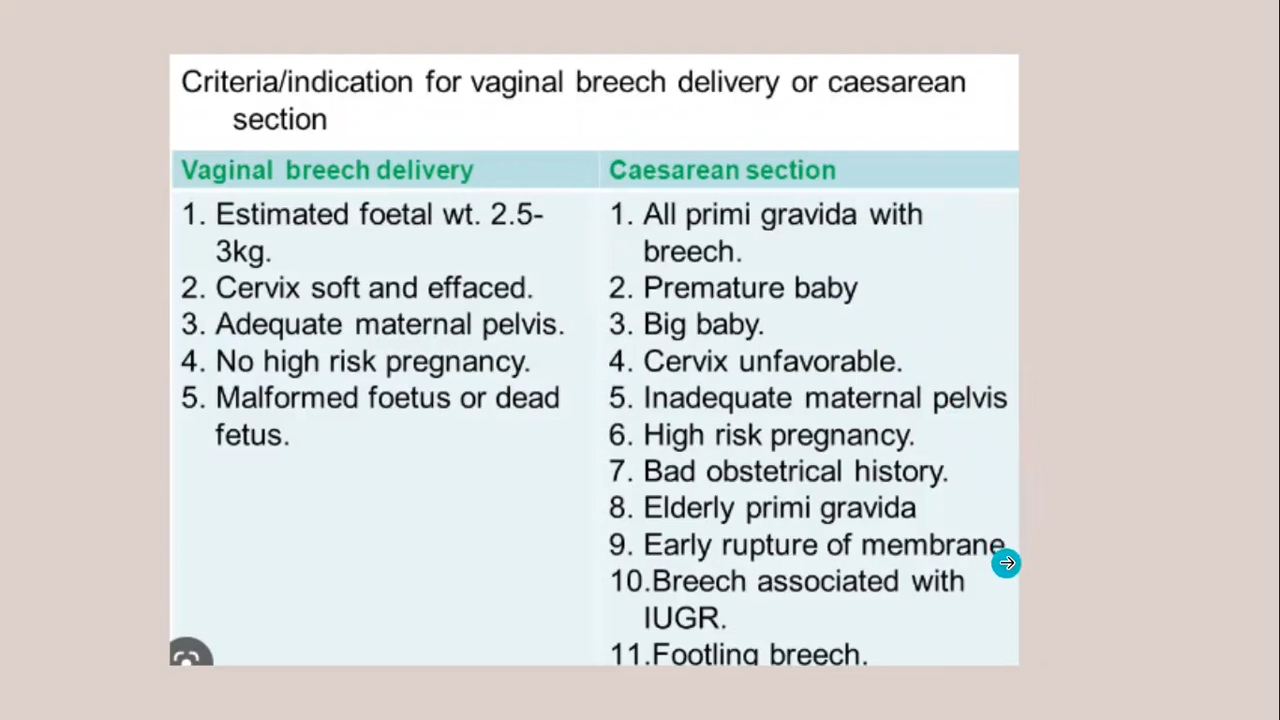 Criteria/indication for vaginal breech delivery or caesarean
section
Vaginal breech delivery
1. Estimated foetal wt. 2.5-
3kg.
2. Cervix soft and effaced.
3. Adequate maternal pelvis.
4. No high risk pregnancy.
5. Malformed foetus or dead
fetus.
Caesarean section
1. All primi gravida with
breech.
2. Premature baby
3. Big baby.
4. Cervix unfavorable.
5. Inadequate maternal pelvis
6. High risk pregnancy.
7. Bad obstetrical history.
8. Elderly primi gravida
9. Early rupture of membrane
10.Breech associated with
IUGR.
11.Footling breech.